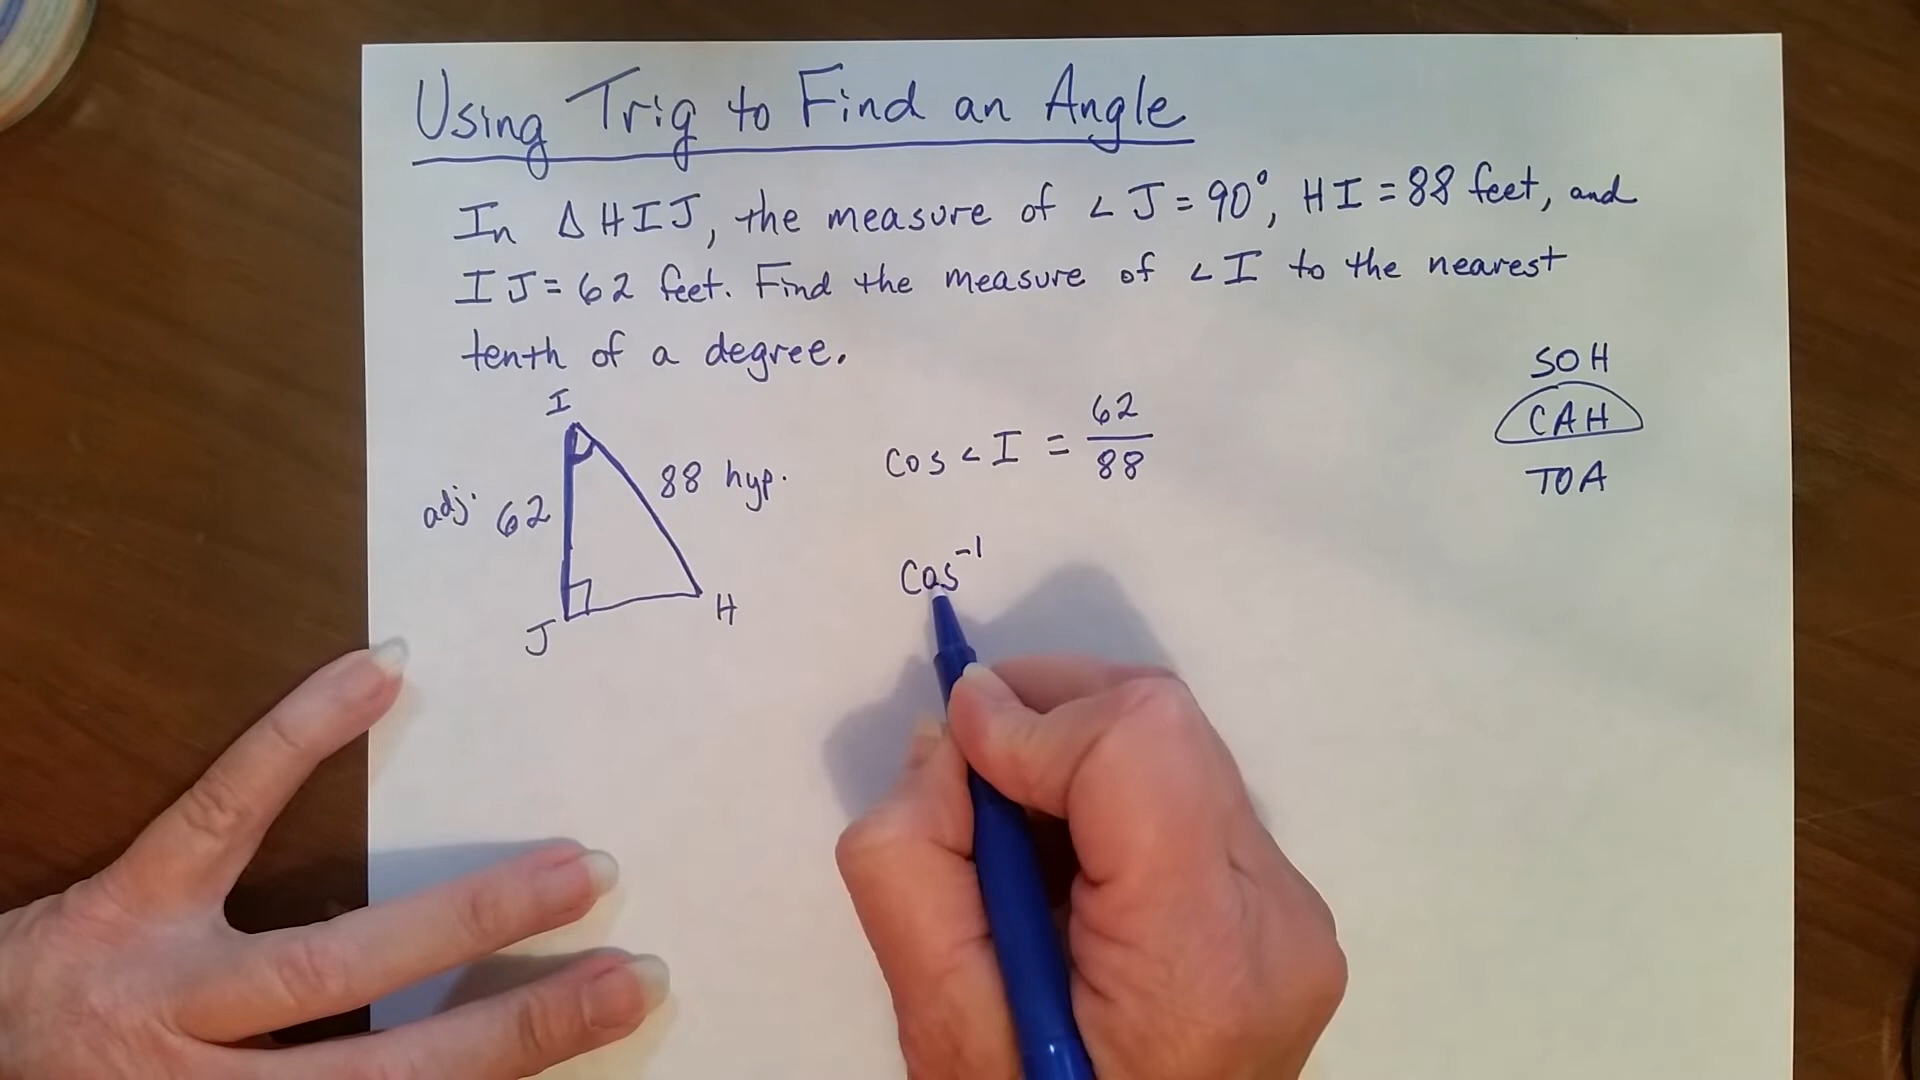 Using Trig to Find an Angle
In △HIJ, the measure of ∠J=90°, HI=88 feet, and
IJ=62 feet. Find the measure of ∠I to the nearest
tenth of a degree.
SOH
CAH
TOA
I
adj. 62
88 hyp.
J
H
cos∠I = 62/88
cos⁻¹